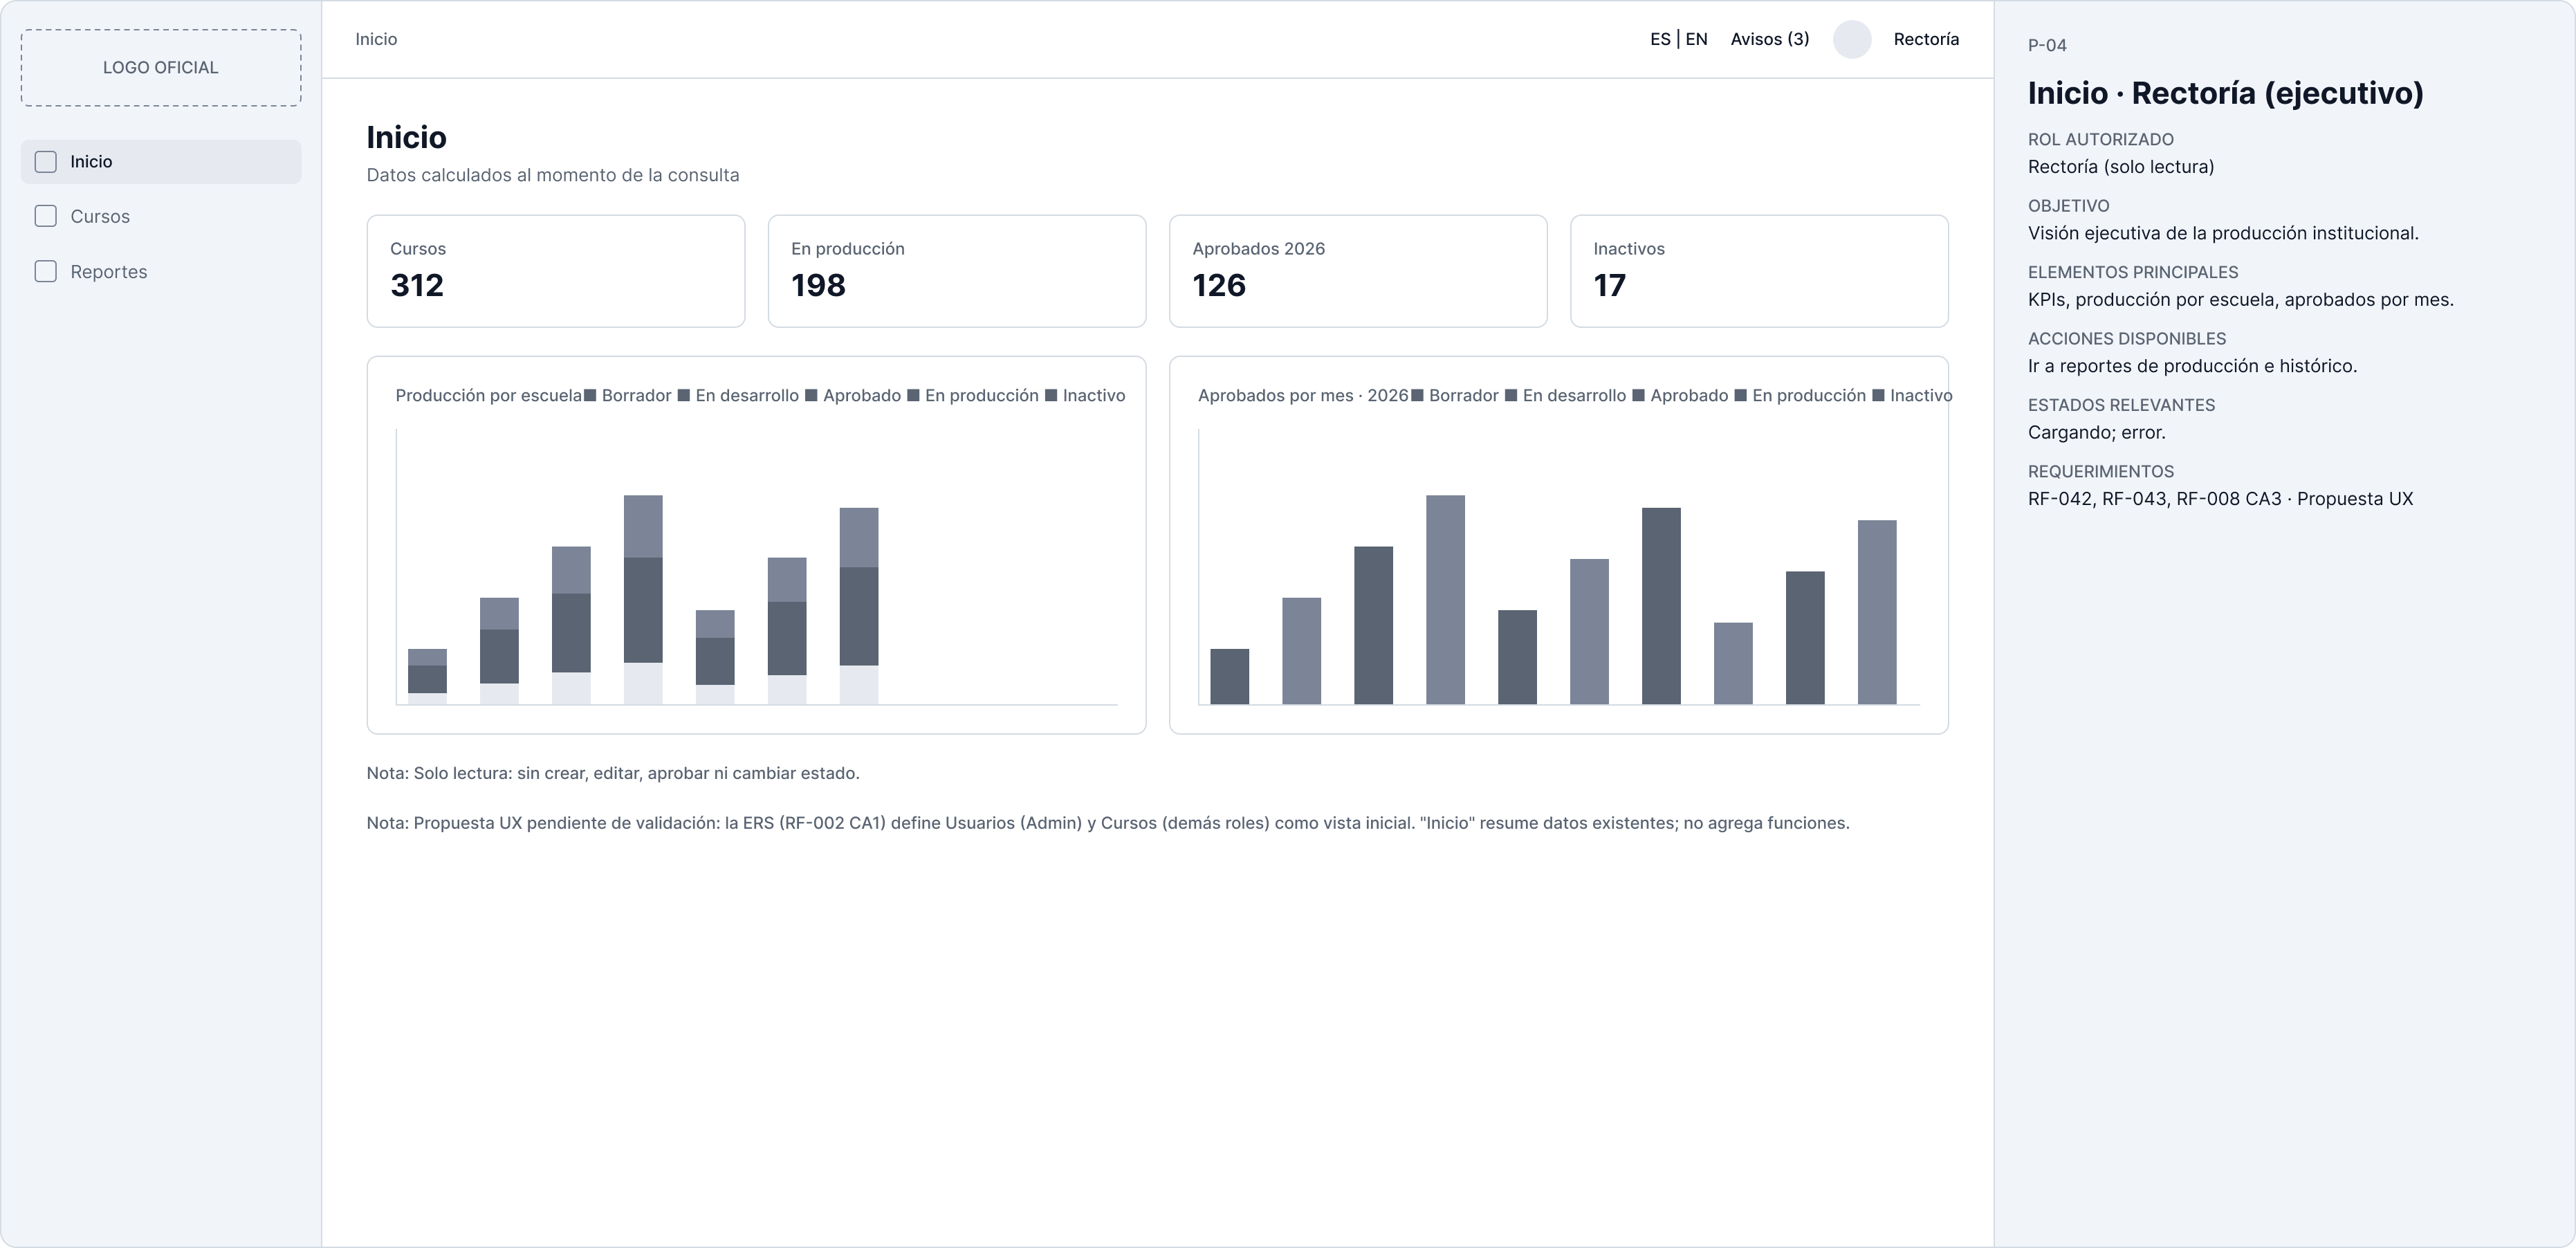 LOGO OFICIAL
Inicio
Cursos
Reportes
Inicio
ES | EN Avisos (3) Rectoría
Inicio
Datos calculados al momento de la consulta
Cursos
312
En producción
198
Aprobados 2026
126
Inactivos
17
Producción por escuela■ Borrador ■ En desarrollo ■ Aprobado ■ En producción ■ Inactivo
Aprobados por mes · 2026■ Borrador ■ En desarrollo ■ Aprobado ■ En producción ■ Inactivo
Nota: Solo lectura: sin crear, editar, aprobar ni cambiar estado.
Nota: Propuesta UX pendiente de validación: la ERS (RF-002 CA1) define Usuarios (Admin) y Cursos (demás roles) como vista inicial. "Inicio" resume datos existentes; no agrega funciones.
P-04
Inicio · Rectoría (ejecutivo)
ROL AUTORIZADO
Rectoría (solo lectura)
OBJETIVO
Visión ejecutiva de la producción institucional.
ELEMENTOS PRINCIPALES
KPIs, producción por escuela, aprobados por mes.
ACCIONES DISPONIBLES
Ir a reportes de producción e histórico.
ESTADOS RELEVANTES
Cargando; error.
REQUERIMIENTOS
RF-042, RF-043, RF-008 CA3 · Propuesta UX